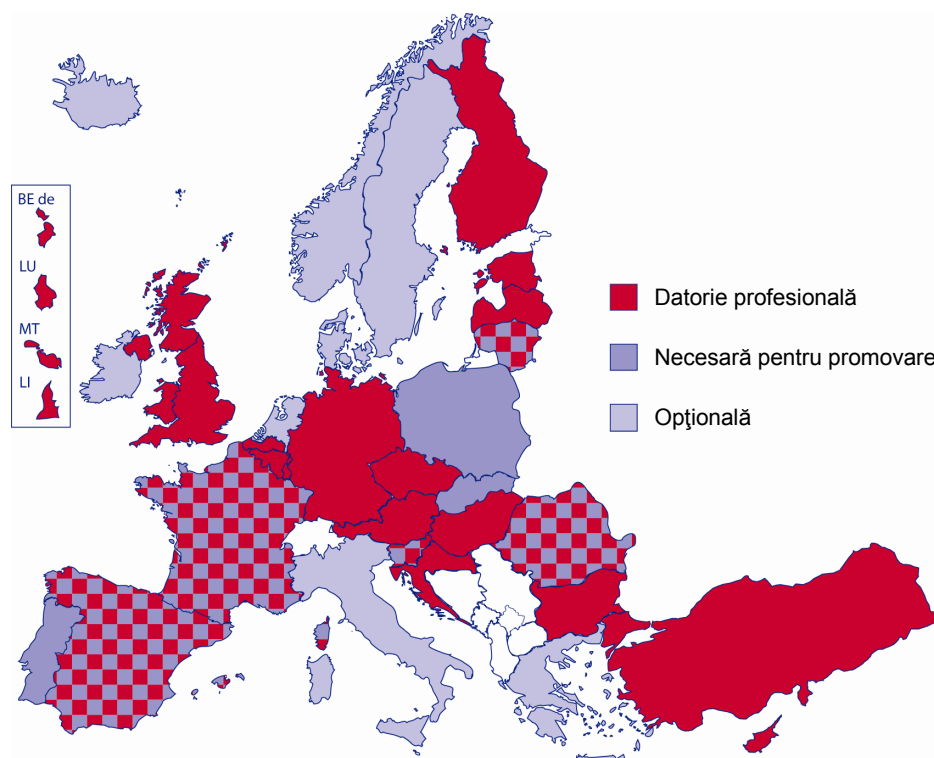 BE de
LU
MT
LI
Datorie profesională
Necesară pentru promovare
Opţională